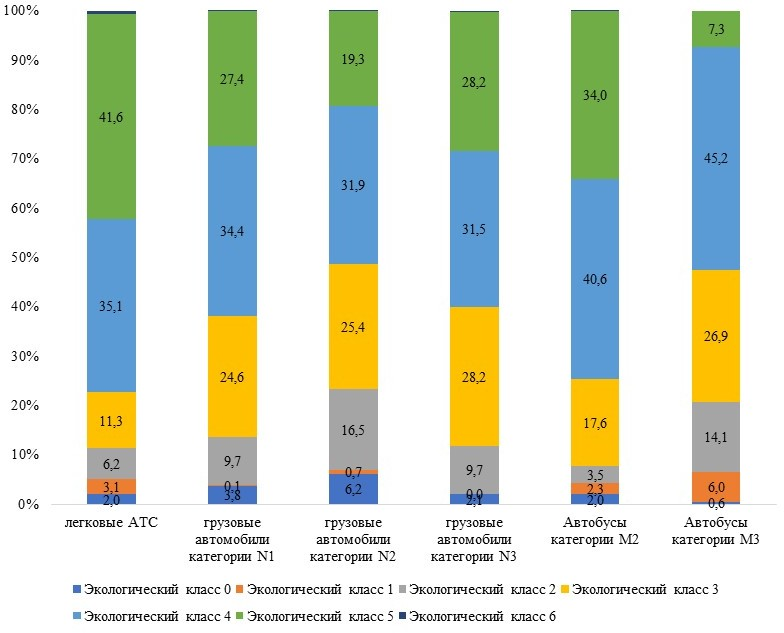 100%
90%
80%
70%
60%
50%
40%
30%
20%
10%
0%
41,6
35,1
11,3
6,2
3,1
2,0
27,4
34,4
24,6
9,7
0,1
3,8
19,3
31,9
25,4
16,5
0,7
6,2
28,2
31,5
28,2
9,7
0,0
2,1
34,0
40,6
17,6
3,5
2,3
2,0
7,3
45,2
26,9
14,1
6,0
0,6
легковые АТС
грузовые
автомобили
категории N1
грузовые
автомобили
категории N2
грузовые
автомобили
категории N3
Автобусы
категории M2
Автобусы
категории M3
Экологический класс 0 Экологический класс 1 Экологический класс 2 Экологический класс 3
Экологический класс 4 Экологический класс 5 Экологический класс 6